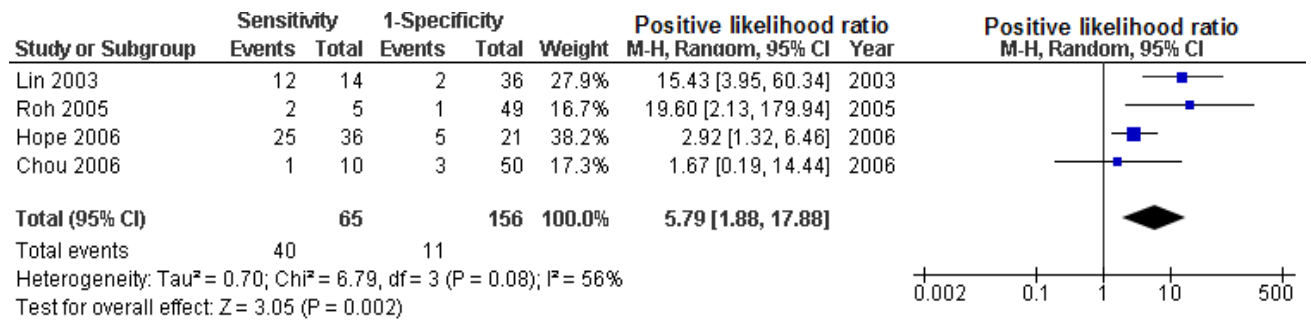 Sensitivity 1-Specificity Positive likelihood ratio Positive likelihood ratio
Study or Subgroup Events Total Events Total Weight M-H, Random, 95% CI Year M-H, Random, 95% CI
Lin 2003 12 14 2 36 27.9% 15.43 [3.95, 60.34] 2003
Roh 2005 2 5 1 49 16.7% 19.60 [2.13, 179.94] 2005
Hope 2006 25 36 5 21 38.2% 2.92 [1.32, 6.46] 2006
Chou 2006 1 10 3 50 17.3% 1.67 [0.19, 14.44] 2006
Total (95% CI) 65 156 100.0% 5.79 [1.88, 17.88]
Total events 40 11
Heterogeneity: Tau² = 0.70; Chi² = 6.79, df = 3 (P = 0.08); I² = 56%
Test for overall effect: Z = 3.05 (P = 0.002)
0.002 0.1 1 10 500